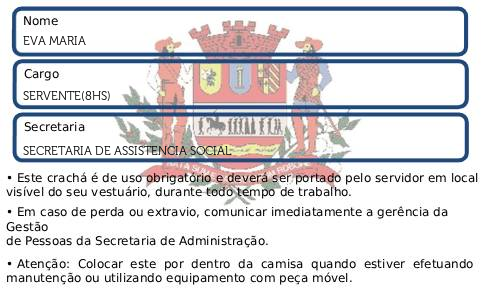 Nome
EVA MARIA
Cargo
SERVENTE(8HS)
Secretaria
SECRETARIA DE ASSISTENCIA SOCIAL
• Este crachá é de uso obrigatório e deverá ser portado pelo servidor em local
visível do seu vestuário, durante todo tempo de trabalho.
• Em caso de perda ou extravio, comunicar imediatamente a gerência da
Gestão
de Pessoas da Secretaria de Administração.
• Atenção: Colocar este por dentro da camisa quando estiver efetuando
manutenção ou utilizando equipamento com peça móvel.